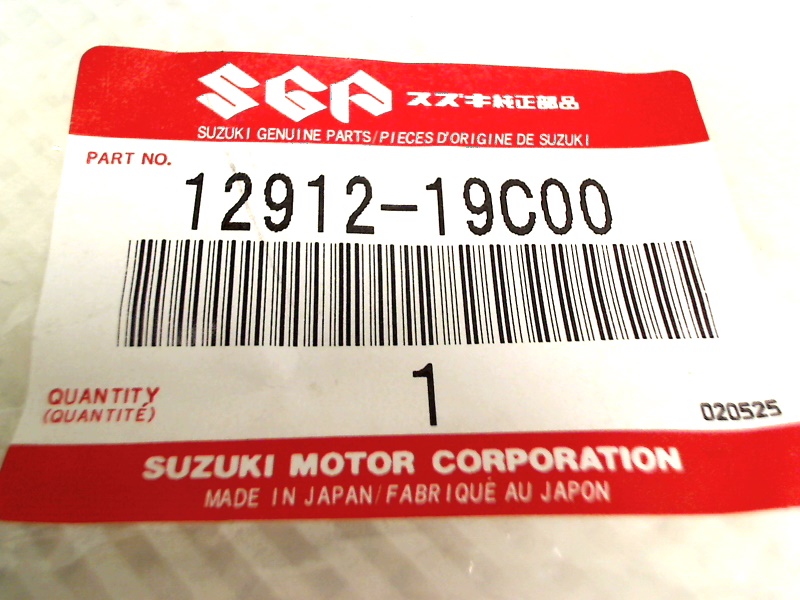 SGP スズキ純正部品
SUZUKI GENUINE PARTS/PIECES D'ORIGINE DE SUZUKI
PART NO.
12912-19C00
1
QUANTITY
(QUANTITÉ)
020525
SUZUKI MOTOR CORPORATION
MADE IN JAPAN/FABRIQUÉ AU JAPON